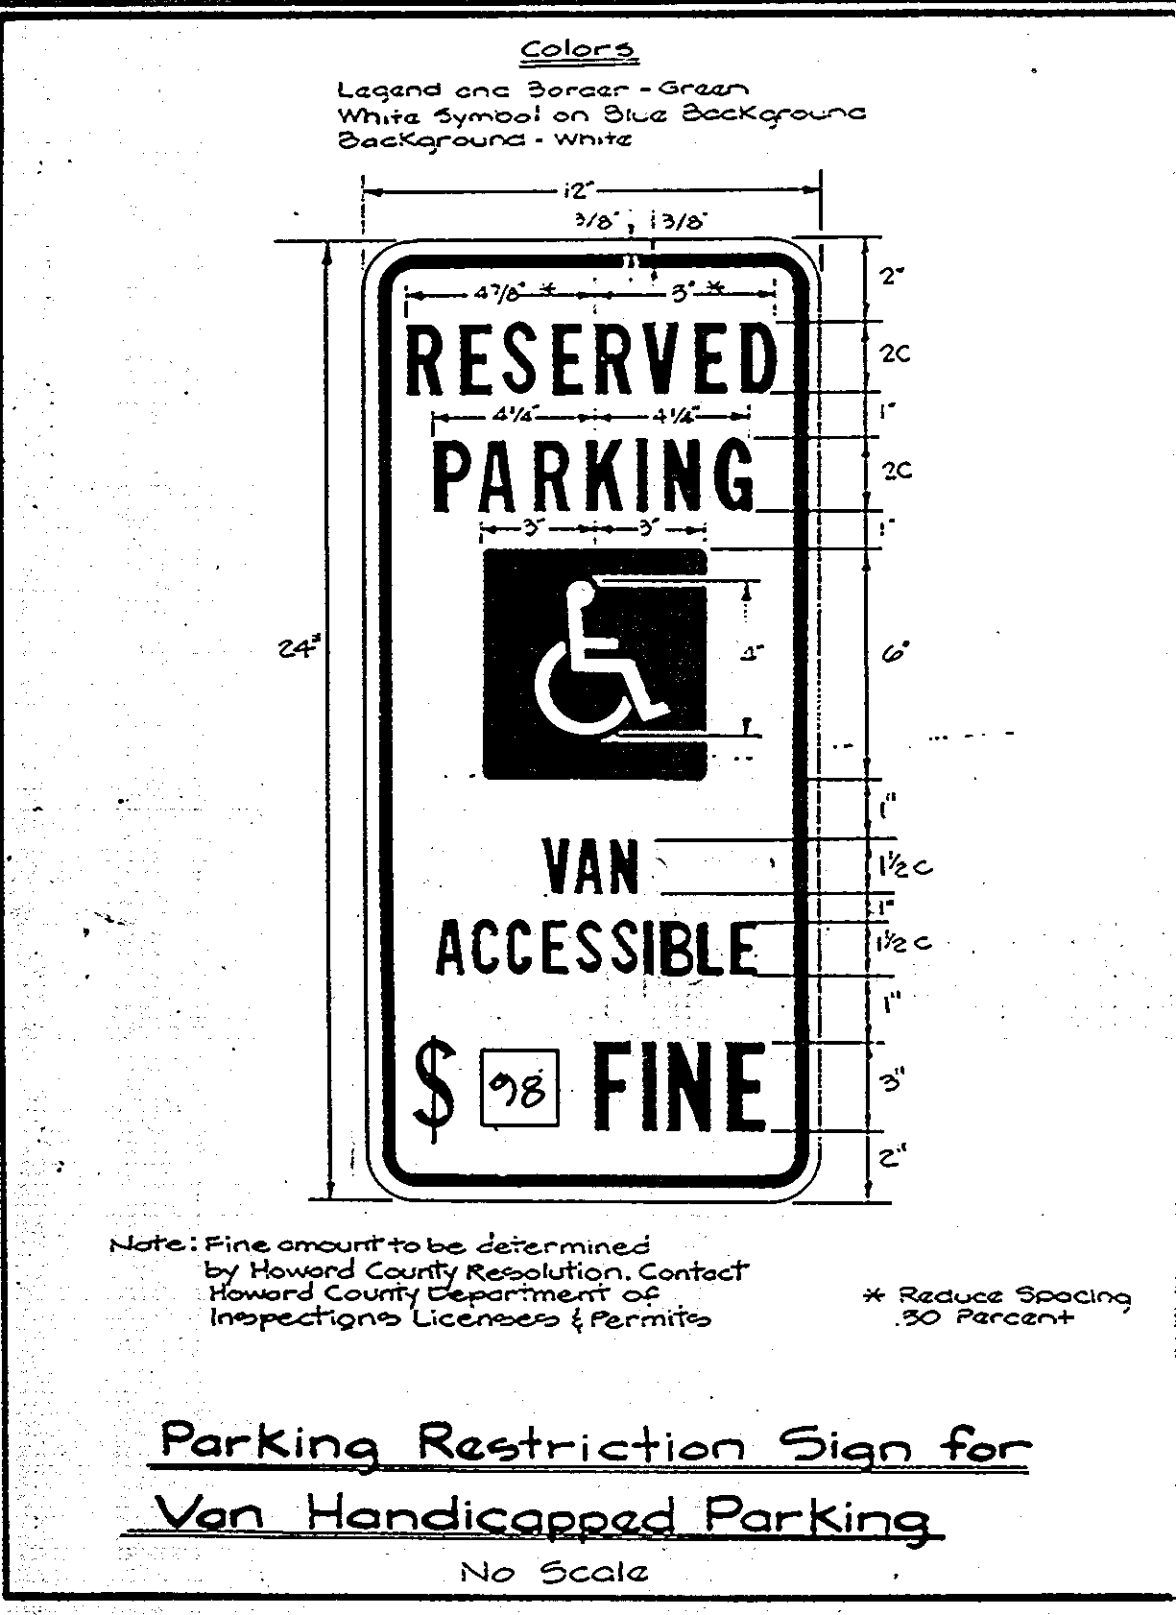 Colors
Legend and Border - Green
White Symbol on Blue Background
Background - White
12"
3/8" 3/8"
2"
4 7/8" * 3" *
RESERVED
2C
4 1/4" 4 1/4"
1"
PARKING
2C
3" 3"
1"
24"
4"
6"
1"
VAN
1 1/2 C
1"
ACCESSIBLE
1 1/2 C
1"
$ 98 FINE
3"
2"
Note: Fine amount to be determined
by Howard County Resolution. Contact
Howard County Department of
Inspections Licenses & Permits
* Reduce Spacing
30 Percent
Parking Restriction Sign for
Van Handicapped Parking
No Scale